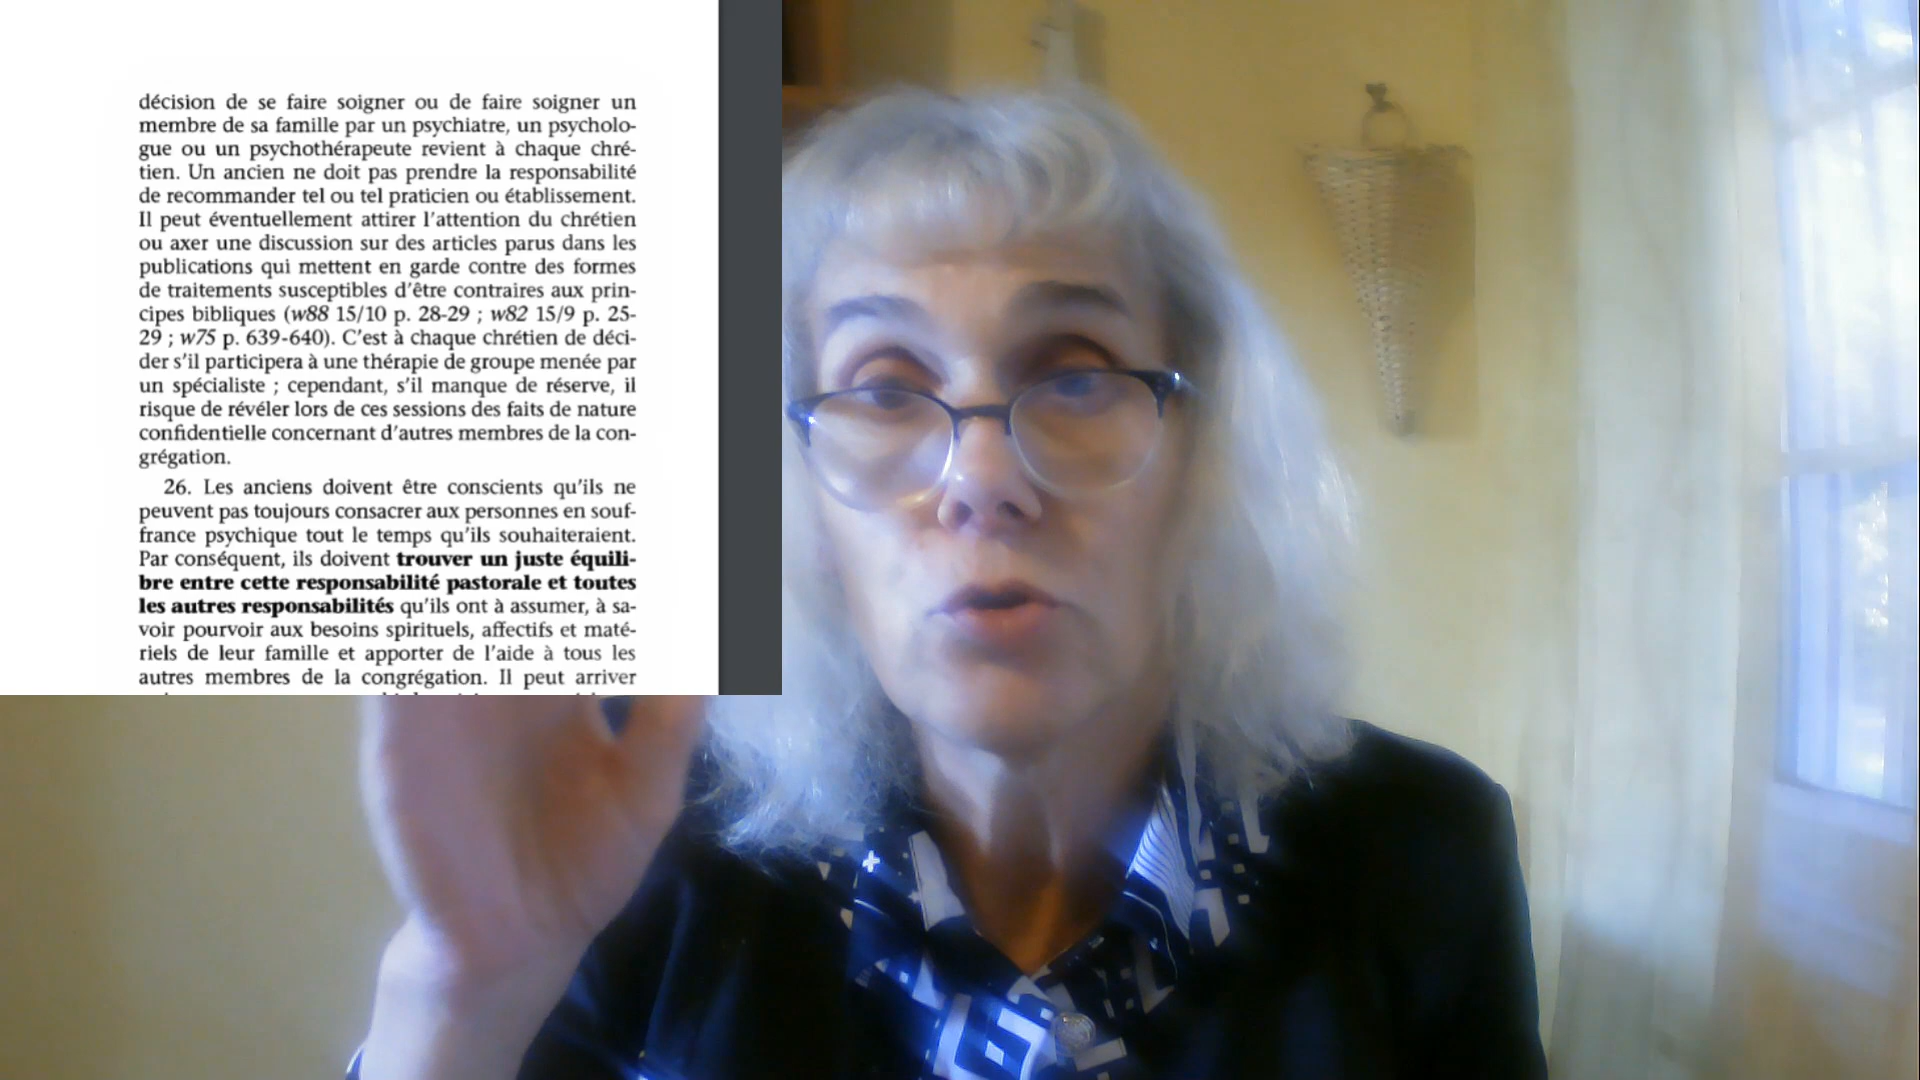 décision de se faire soigner ou de faire soigner un
membre de sa famille par un psychiatre, un psycholo-
gue ou un psychothérapeute revient à chaque chré-
tien. Un ancien ne doit pas prendre la responsabilité
de recommander tel ou tel praticien ou établissement.
Il peut éventuellement attirer l'attention du chrétien
ou axer une discussion sur des articles parus dans les
publications qui mettent en garde contre des formes
de traitements susceptibles d'être contraires aux prin-
cipes bibliques (w88 15/10 p. 28-29 ; w82 15/9 p. 25-
29 ; w75 p. 639-640). C'est à chaque chrétien de déci-
der s'il participera à une thérapie de groupe menée par
un spécialiste ; cependant, s'il manque de réserve, il
risque de révéler lors de ces sessions des faits de nature
confidentielle concernant d'autres membres de la con-
grégation.
26. Les anciens doivent être conscients qu'ils ne
peuvent pas toujours consacrer aux personnes en souf-
france psychique tout le temps qu'ils souhaiteraient.
Par conséquent, ils doivent trouver un juste équili-
bre entre cette responsabilité pastorale et toutes
les autres responsabilités qu'ils ont à assumer, à sa-
voir pourvoir aux besoins spirituels, affectifs et maté-
riels de leur famille et apporter de l'aide à tous les
autres membres de la congrégation. Il peut arriver